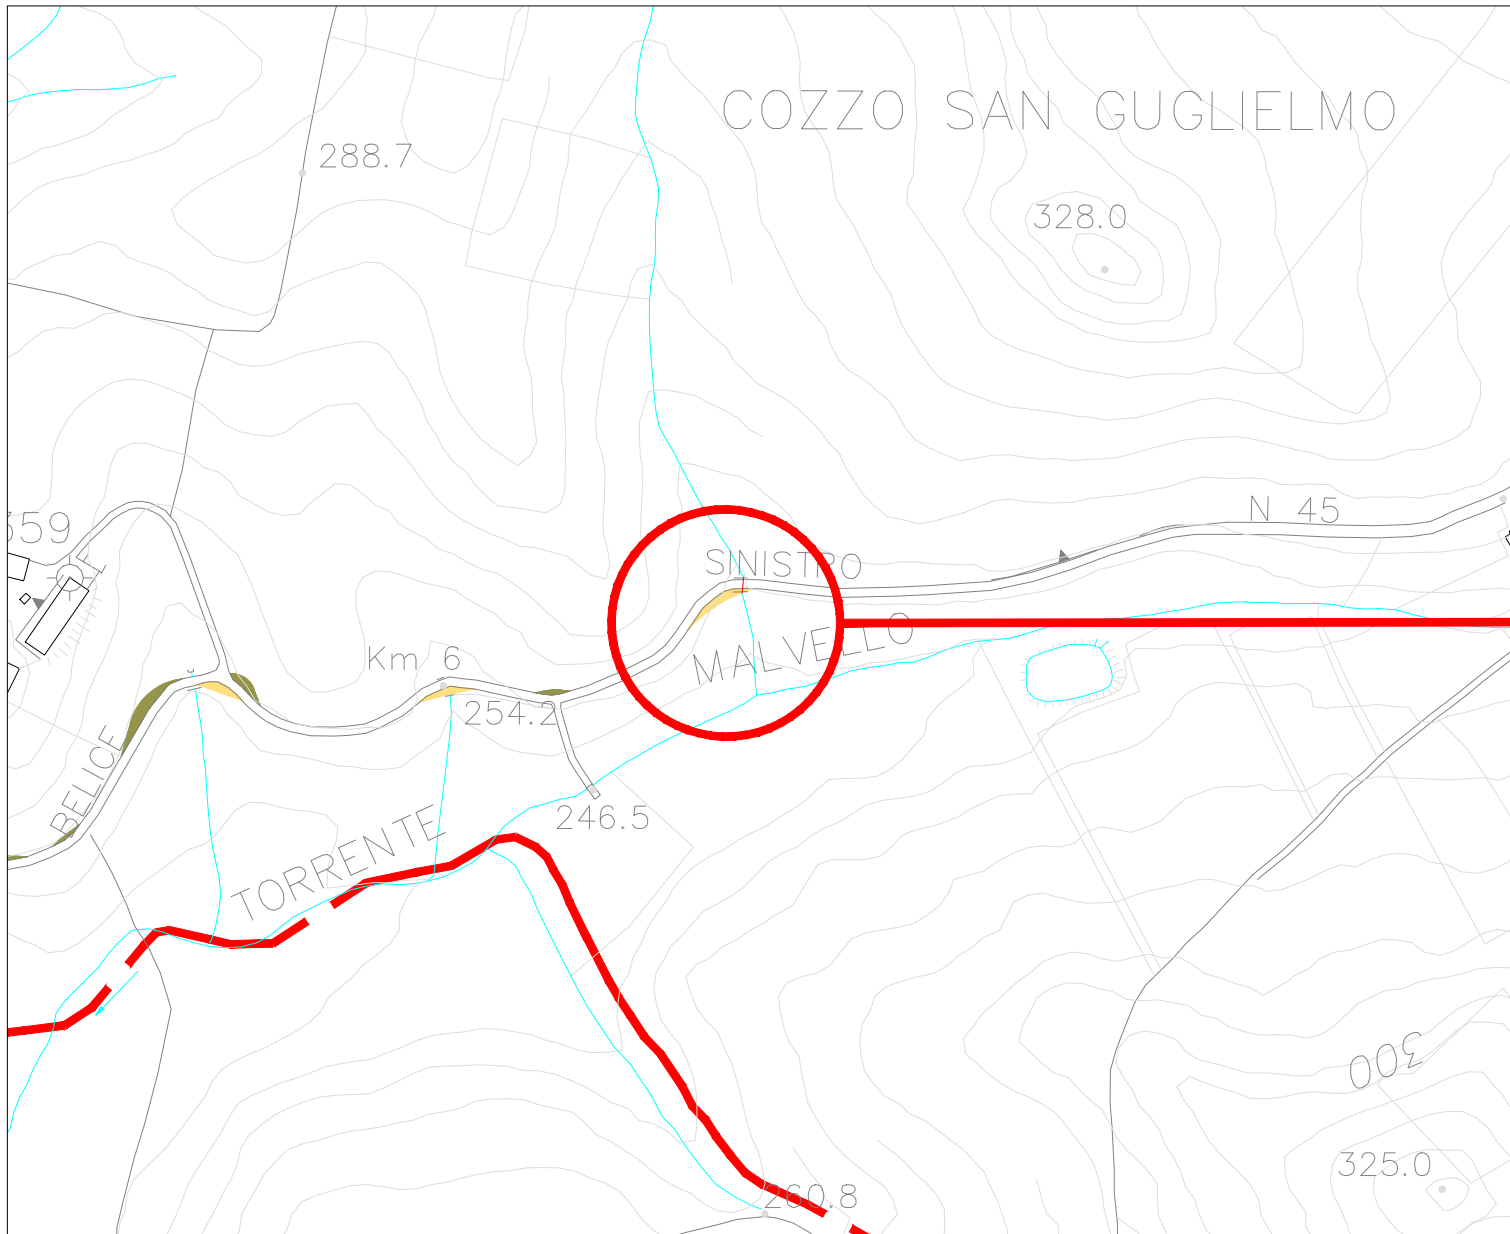 COZZO SAN GUGLIELMO
288.7
328.0
N 45
359
SINISTRO
MALVELLO
Km 6
254.2
BELICE
246.5
TORRENTE
300
325.0
260.8